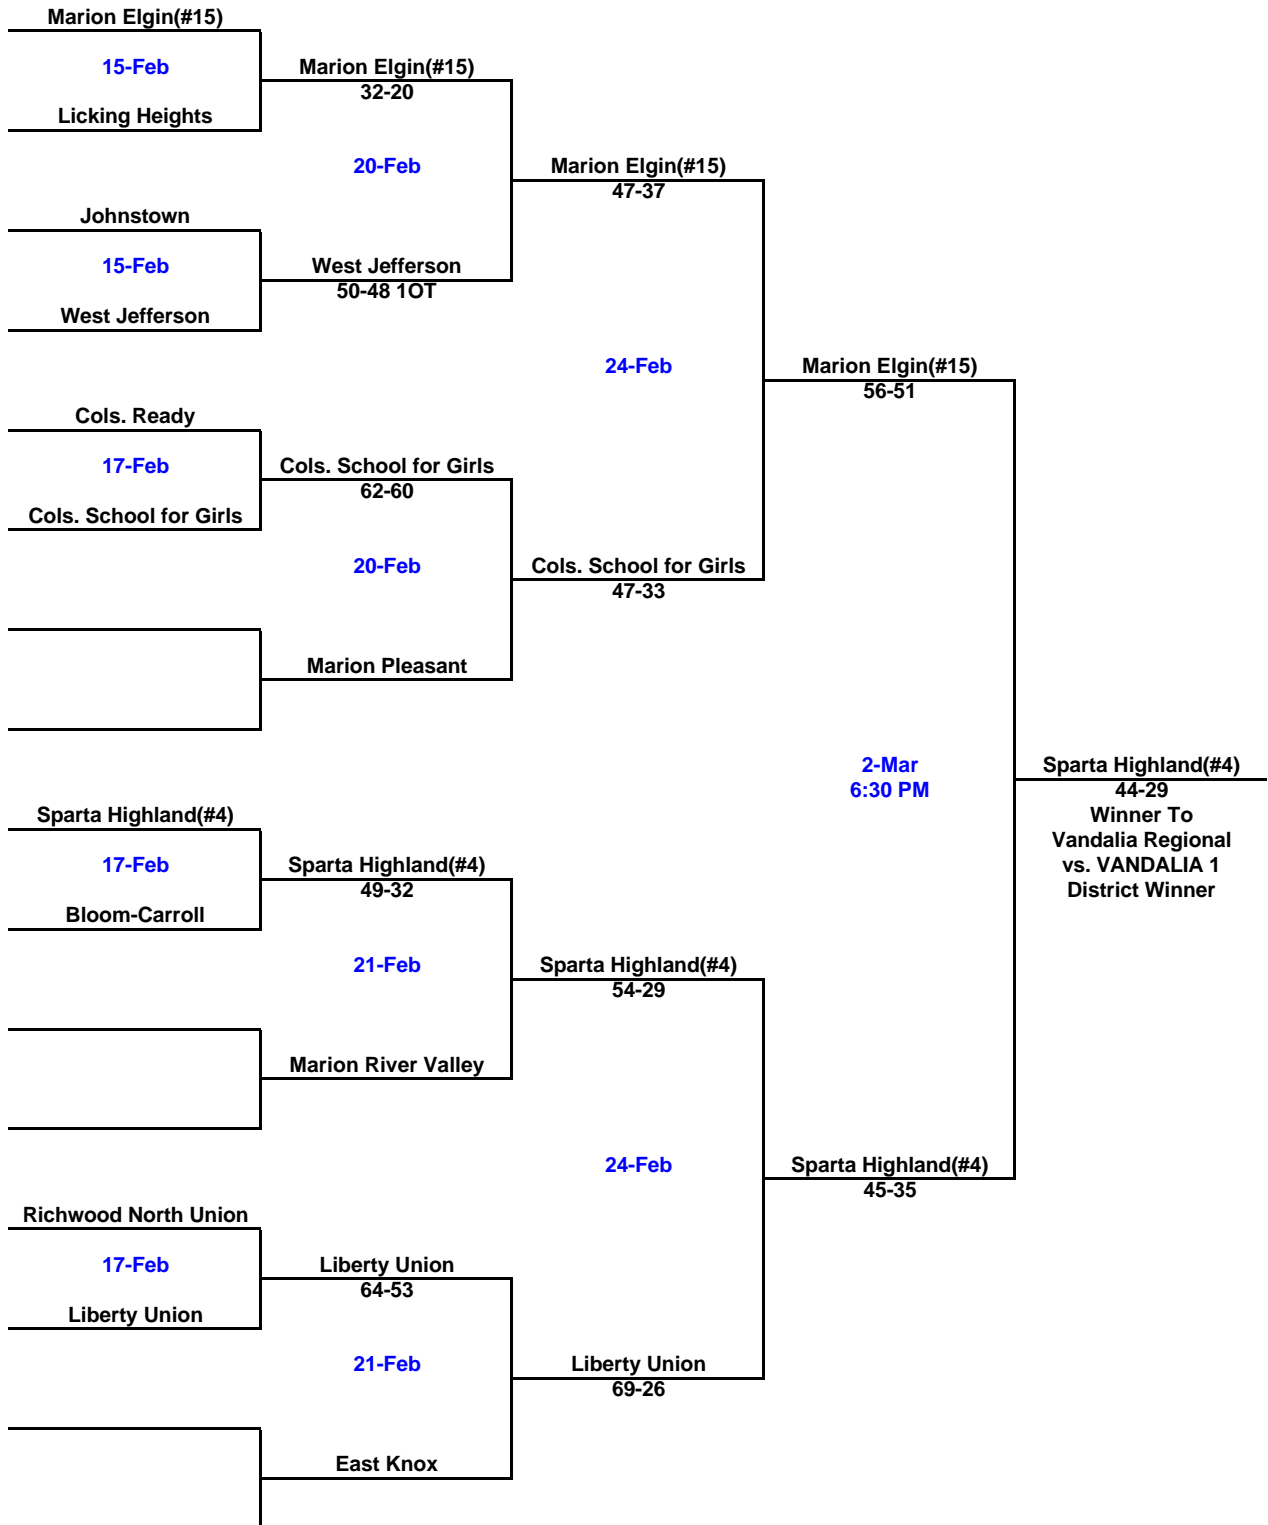 Marion Elgin(#15)
15-Feb
Marion Elgin(#15)
32-20
Licking Heights
20-Feb
Marion Elgin(#15)
47-37
Johnstown
15-Feb
West Jefferson
50-48 1OT
West Jefferson
24-Feb
Marion Elgin(#15)
56-51
Cols. Ready
17-Feb
Cols. School for Girls
62-60
Cols. School for Girls
20-Feb
Cols. School for Girls
47-33
Marion Pleasant
2-Mar
6:30 PM
Sparta Highland(#4)
44-29
Winner To
Vandalia Regional
vs. VANDALIA 1
District Winner
Sparta Highland(#4)
17-Feb
Sparta Highland(#4)
49-32
Bloom-Carroll
21-Feb
Sparta Highland(#4)
54-29
Marion River Valley
24-Feb
Sparta Highland(#4)
45-35
Richwood North Union
17-Feb
Liberty Union
64-53
Liberty Union
21-Feb
Liberty Union
69-26
East Knox